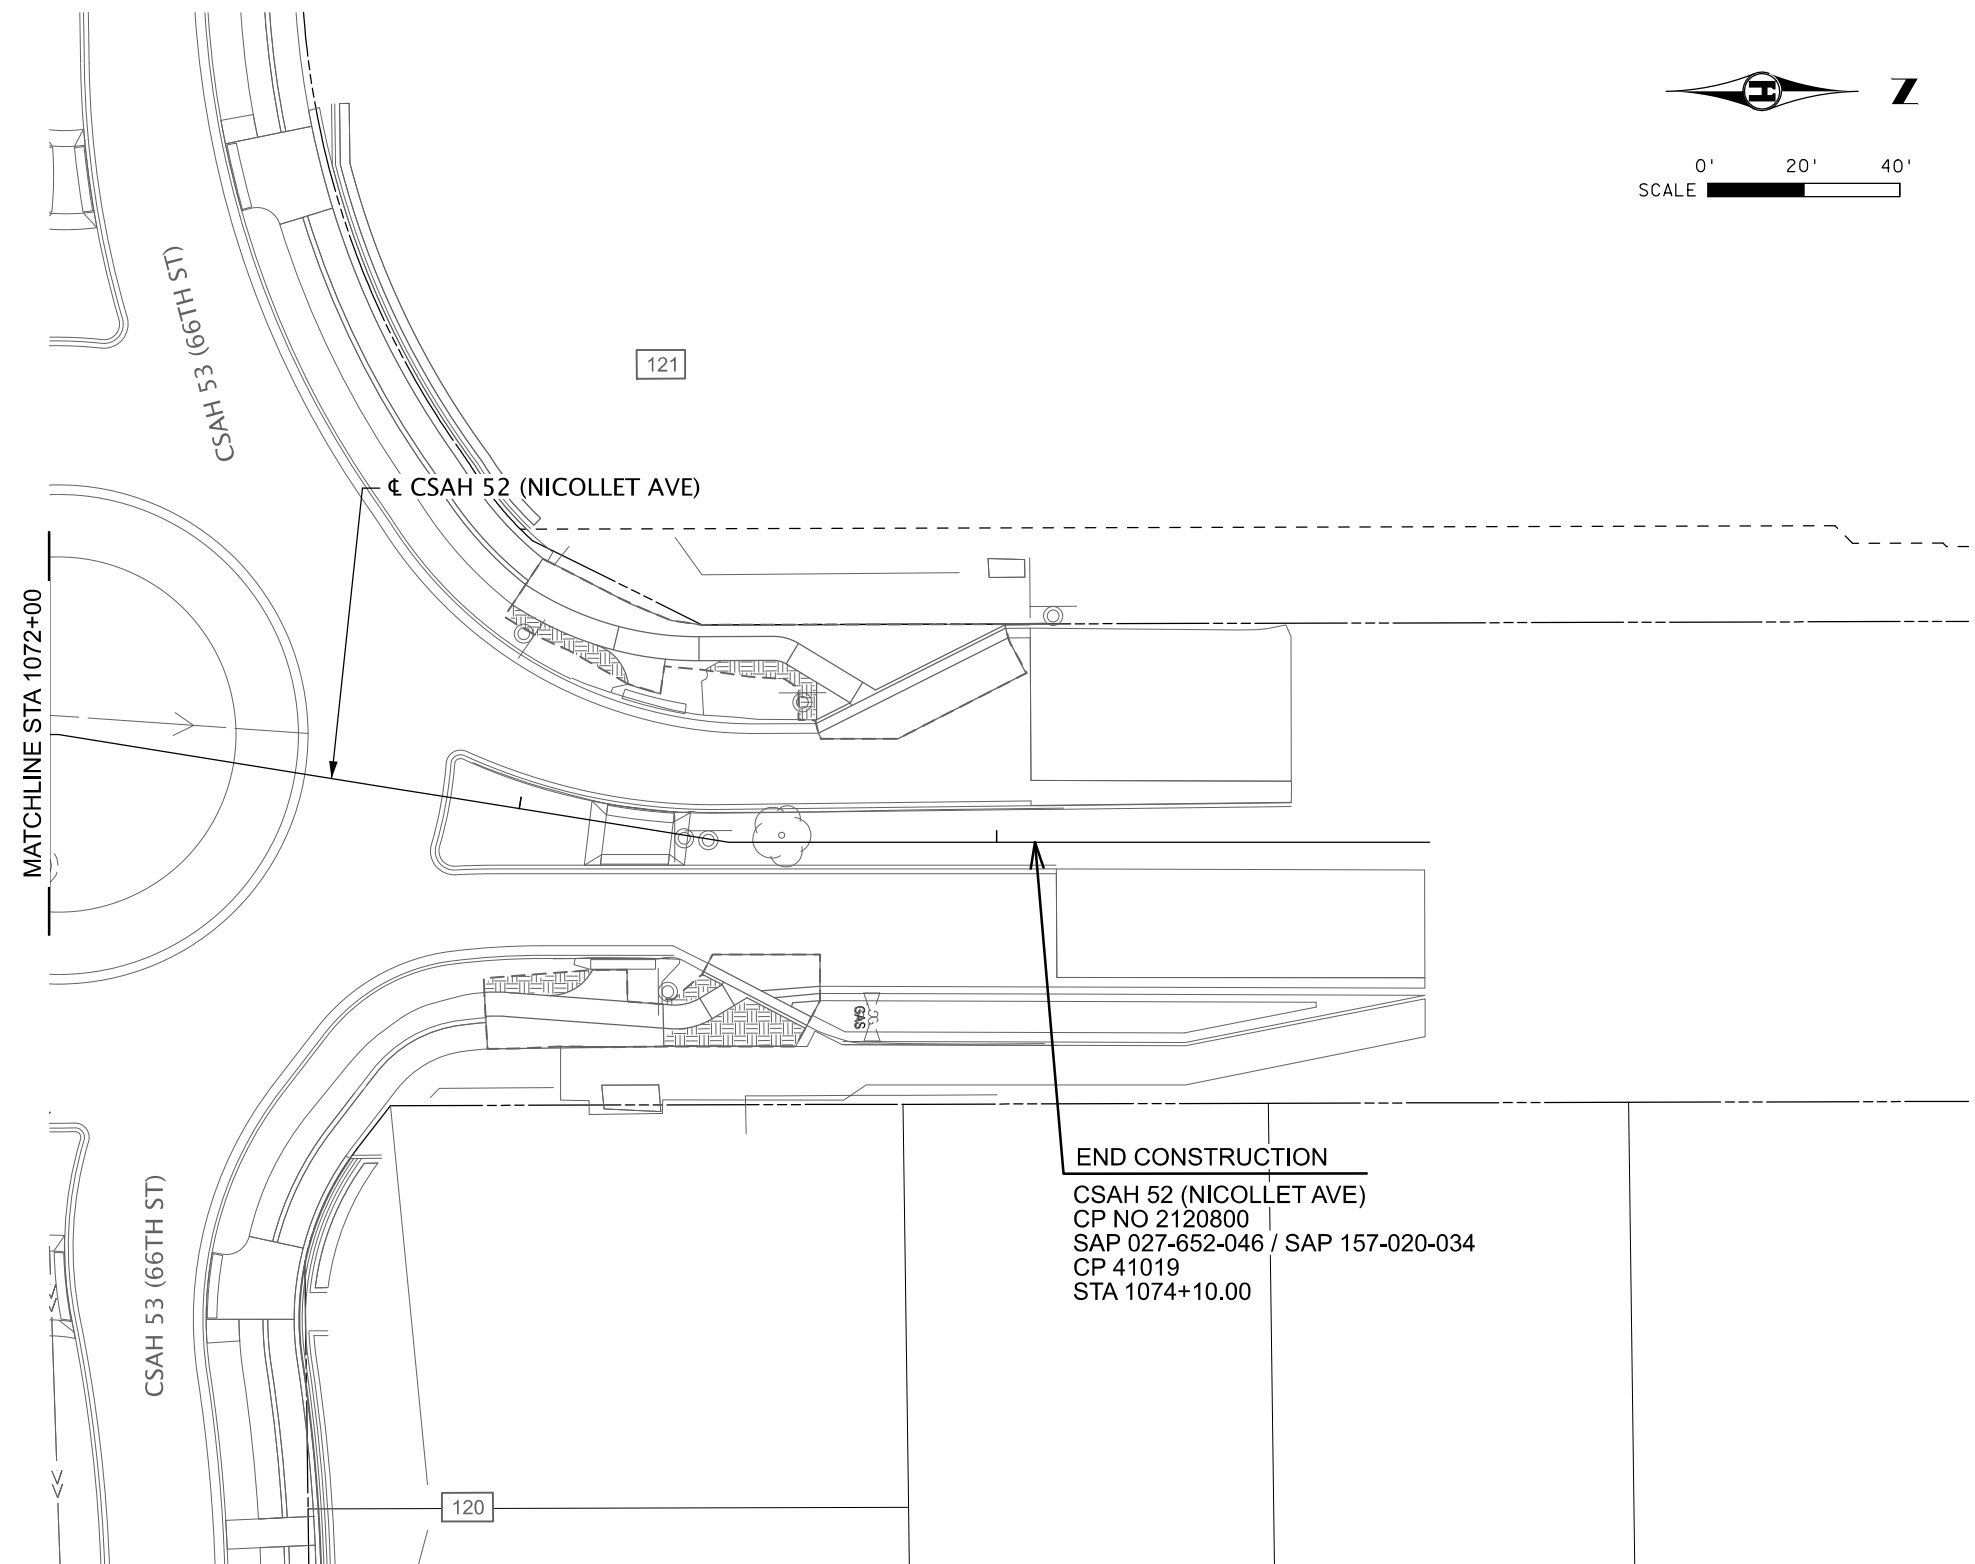 N
0' 20' 40'
SCALE
CSAH 53 (66TH ST)
121
℄ CSAH 52 (NICOLLET AVE)
MATCHLINE STA 1072+00
GAS
END CONSTRUCTION
CSAH 52 (NICOLLET AVE)
CP NO 2120800
SAP 027-652-046 / SAP 157-020-034
CP 41019
STA 1074+10.00
CSAH 53 (66TH ST)
120